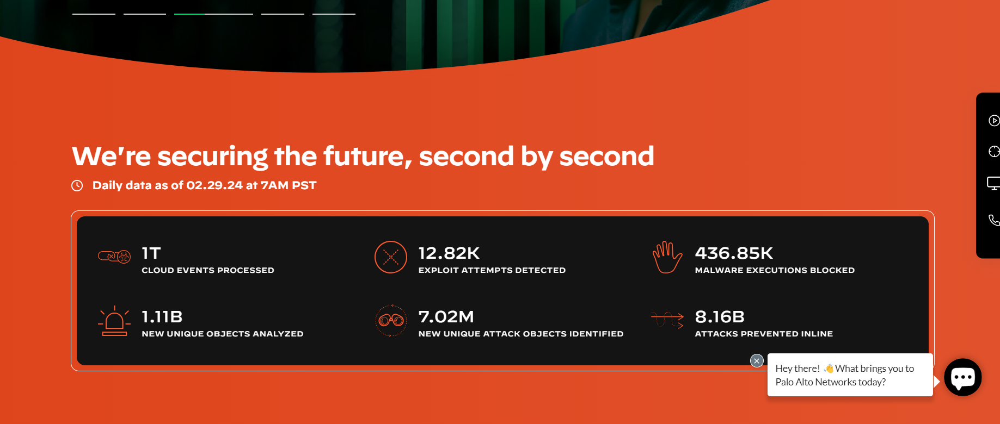 We're securing the future, second by second
Daily data as of 02.29.24 at 7AM PST
1T
CLOUD EVENTS PROCESSED
12.82K
EXPLOIT ATTEMPTS DETECTED
436.85K
MALWARE EXECUTIONS BLOCKED
1.11B
NEW UNIQUE OBJECTS ANALYZED
7.02M
NEW UNIQUE ATTACK OBJECTS IDENTIFIED
8.16B
ATTACKS PREVENTED INLINE
Hey there! 👋 What brings you to
Palo Alto Networks today?